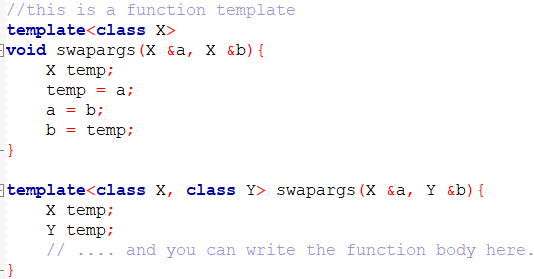 //this is a function template
template<class X>
void swapargs(X &a, X &b){
X temp;
temp = a;
a = b;
b = temp;
}
template<class X, class Y> swapargs(X &a, Y &b){
X temp;
Y temp;
// .... and you can write the function body here.
}